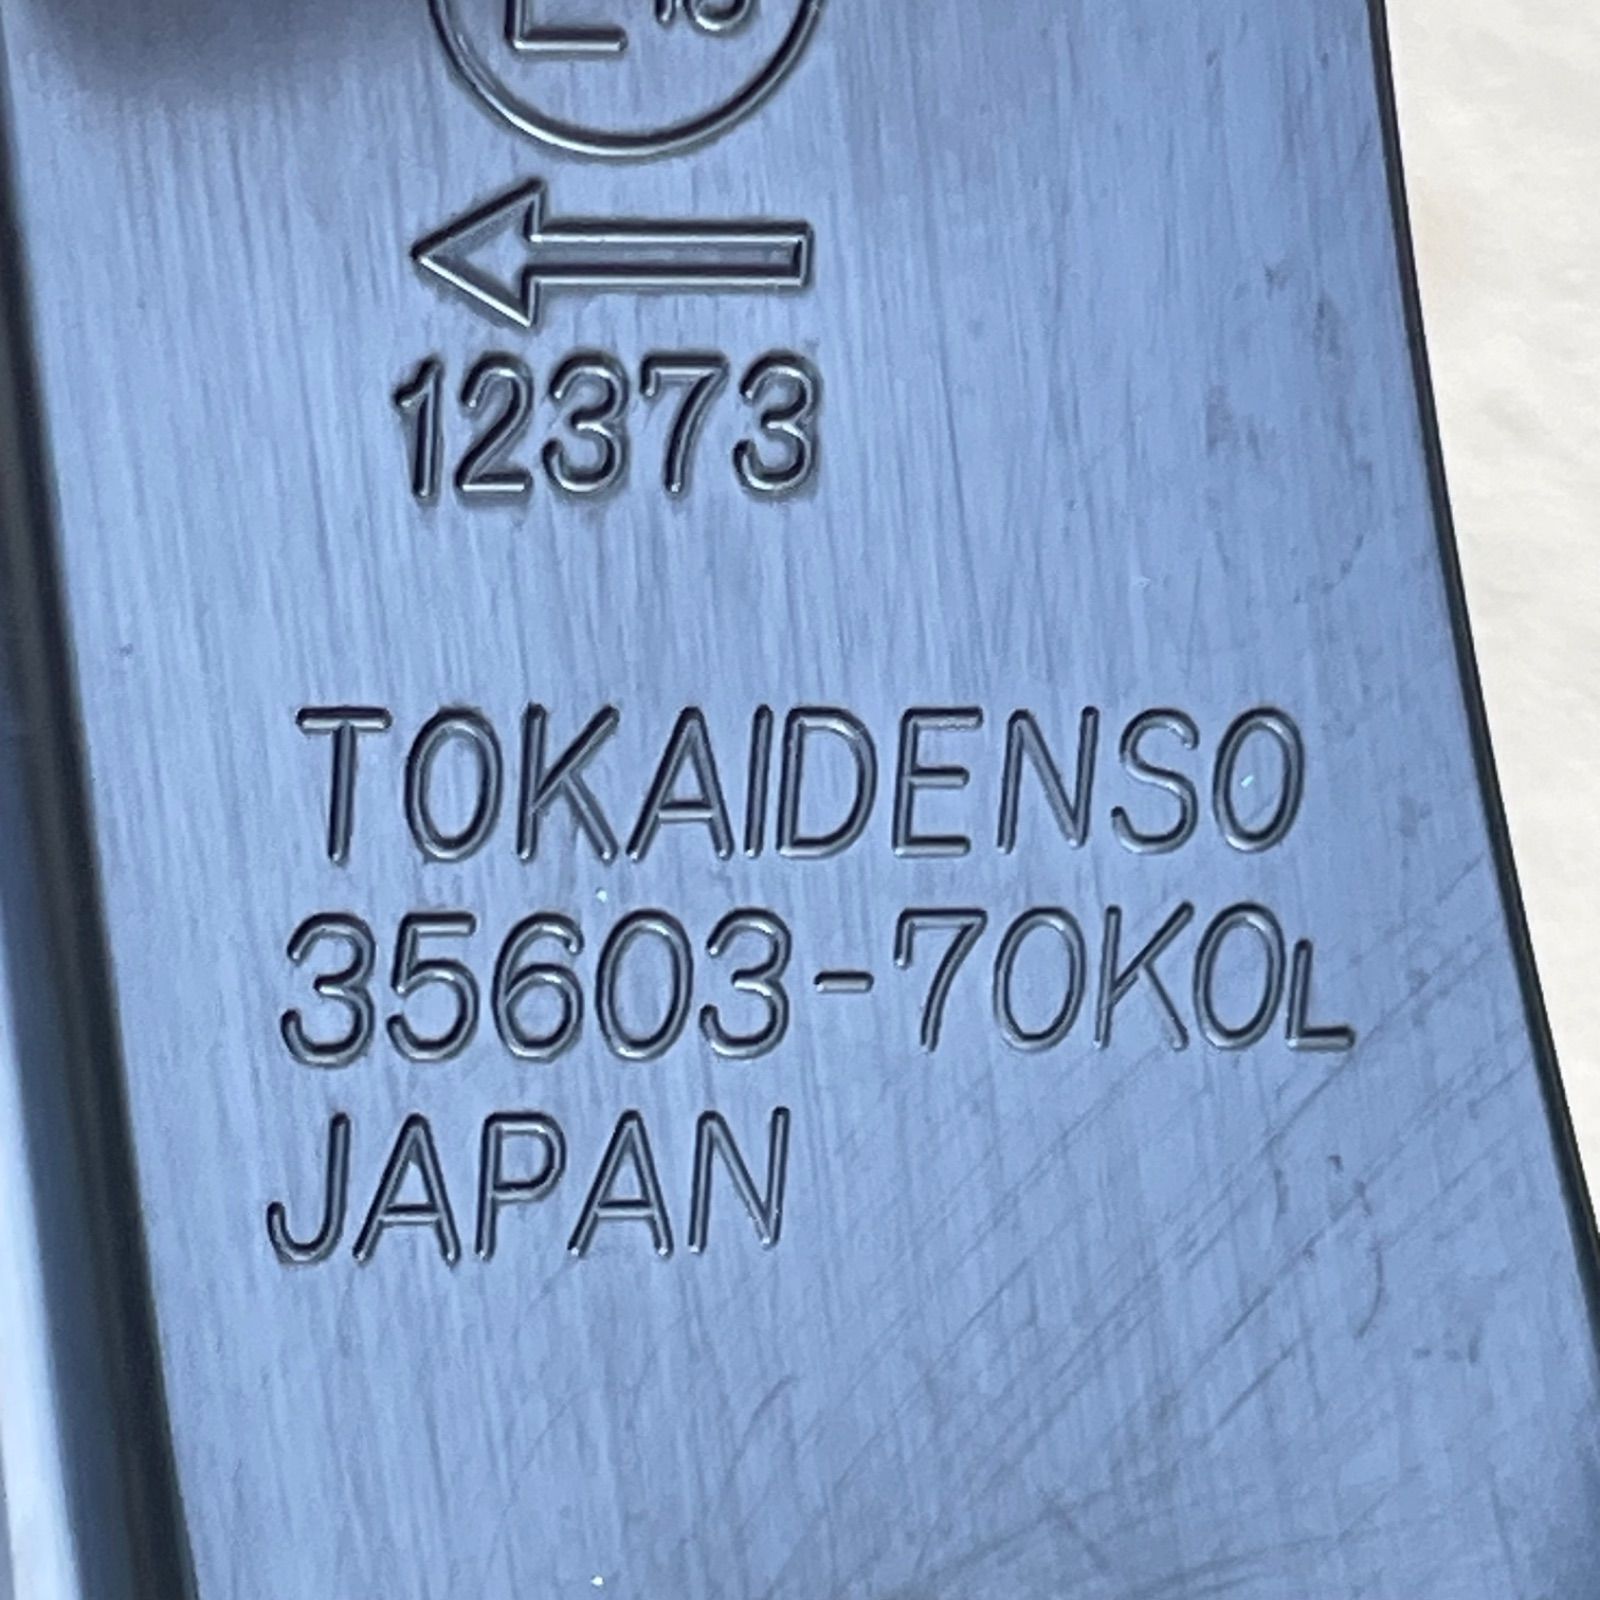 12373
TOKAIDENSO
35603-70K0L
JAPAN